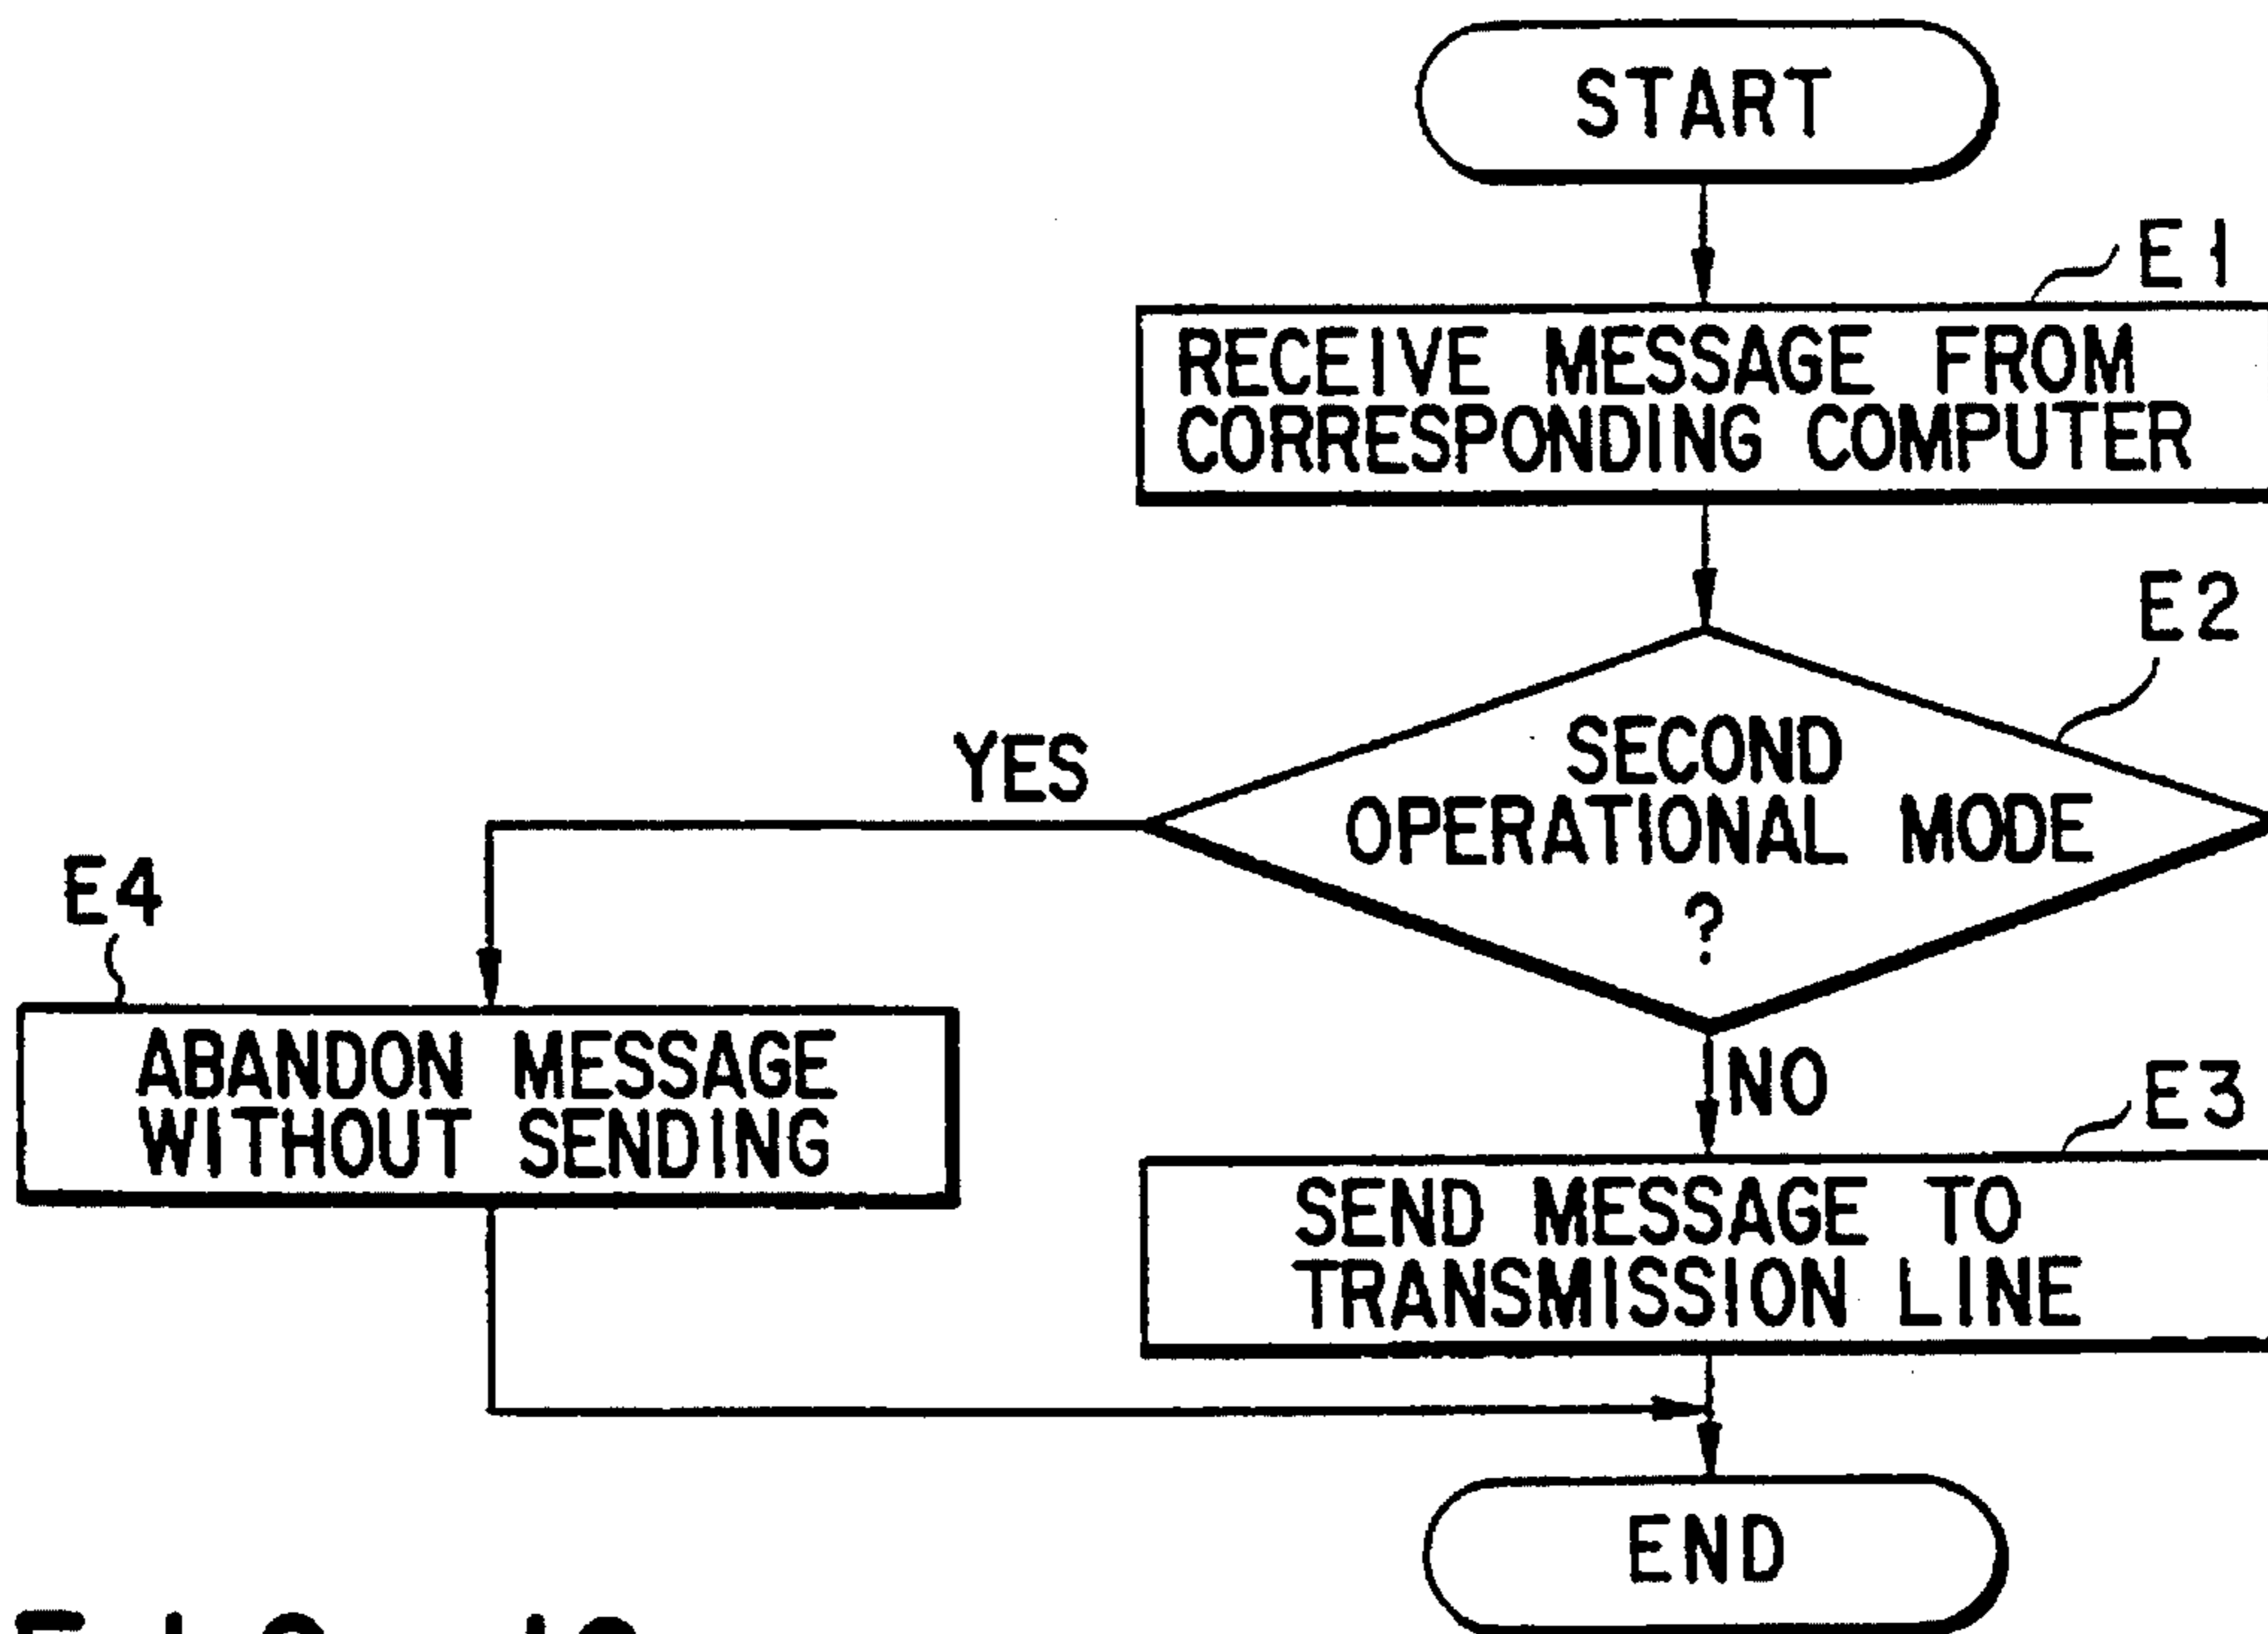 START
E1
RECEIVE MESSAGE FROM
CORRESPONDING COMPUTER
E2
SECOND
OPERATIONAL MODE
?
YES
NO
E4
ABANDON MESSAGE
WITHOUT SENDING
E3
SEND MESSAGE TO
TRANSMISSION LINE
END